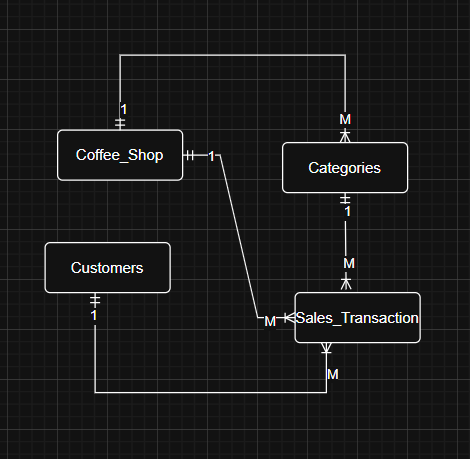 1
M
Coffee_Shop
1
Categories
1
Customers
M
1
M
Sales_Transaction
M